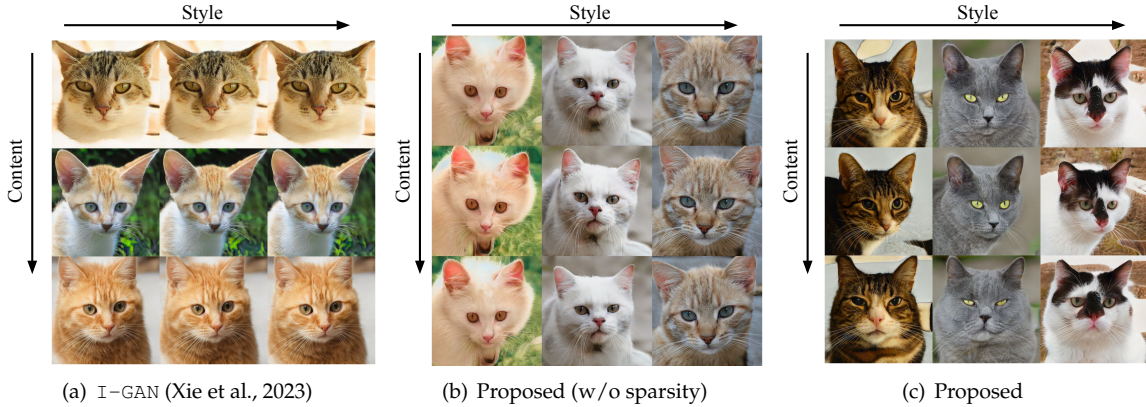 Style
Style
Style
Content
Content
Content
(a) I-GAN (Xie et al., 2023)
(b) Proposed (w/o sparsity)
(c) Proposed